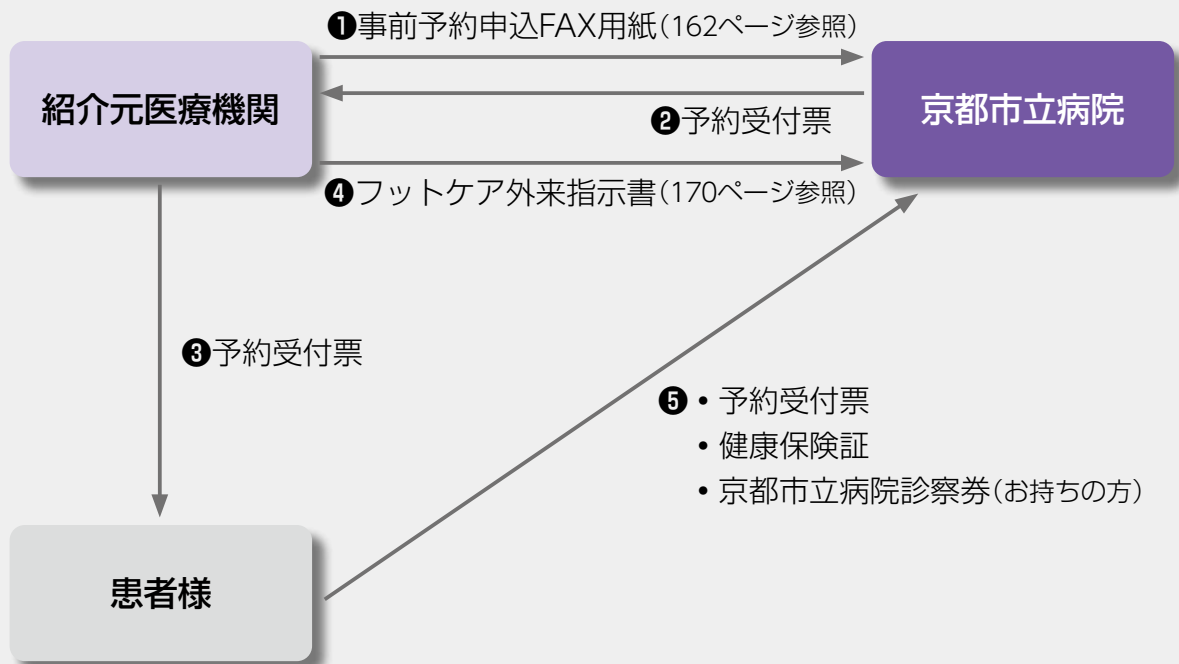 ❶事前予約申込FAX用紙(162ページ参照)
紹介元医療機関
京都市立病院
❷予約受付票
❹フットケア外来指示書(170ページ参照)
❸予約受付票
❺・予約受付票
・健康保険証
・京都市立病院診察券(お持ちの方)
患者様